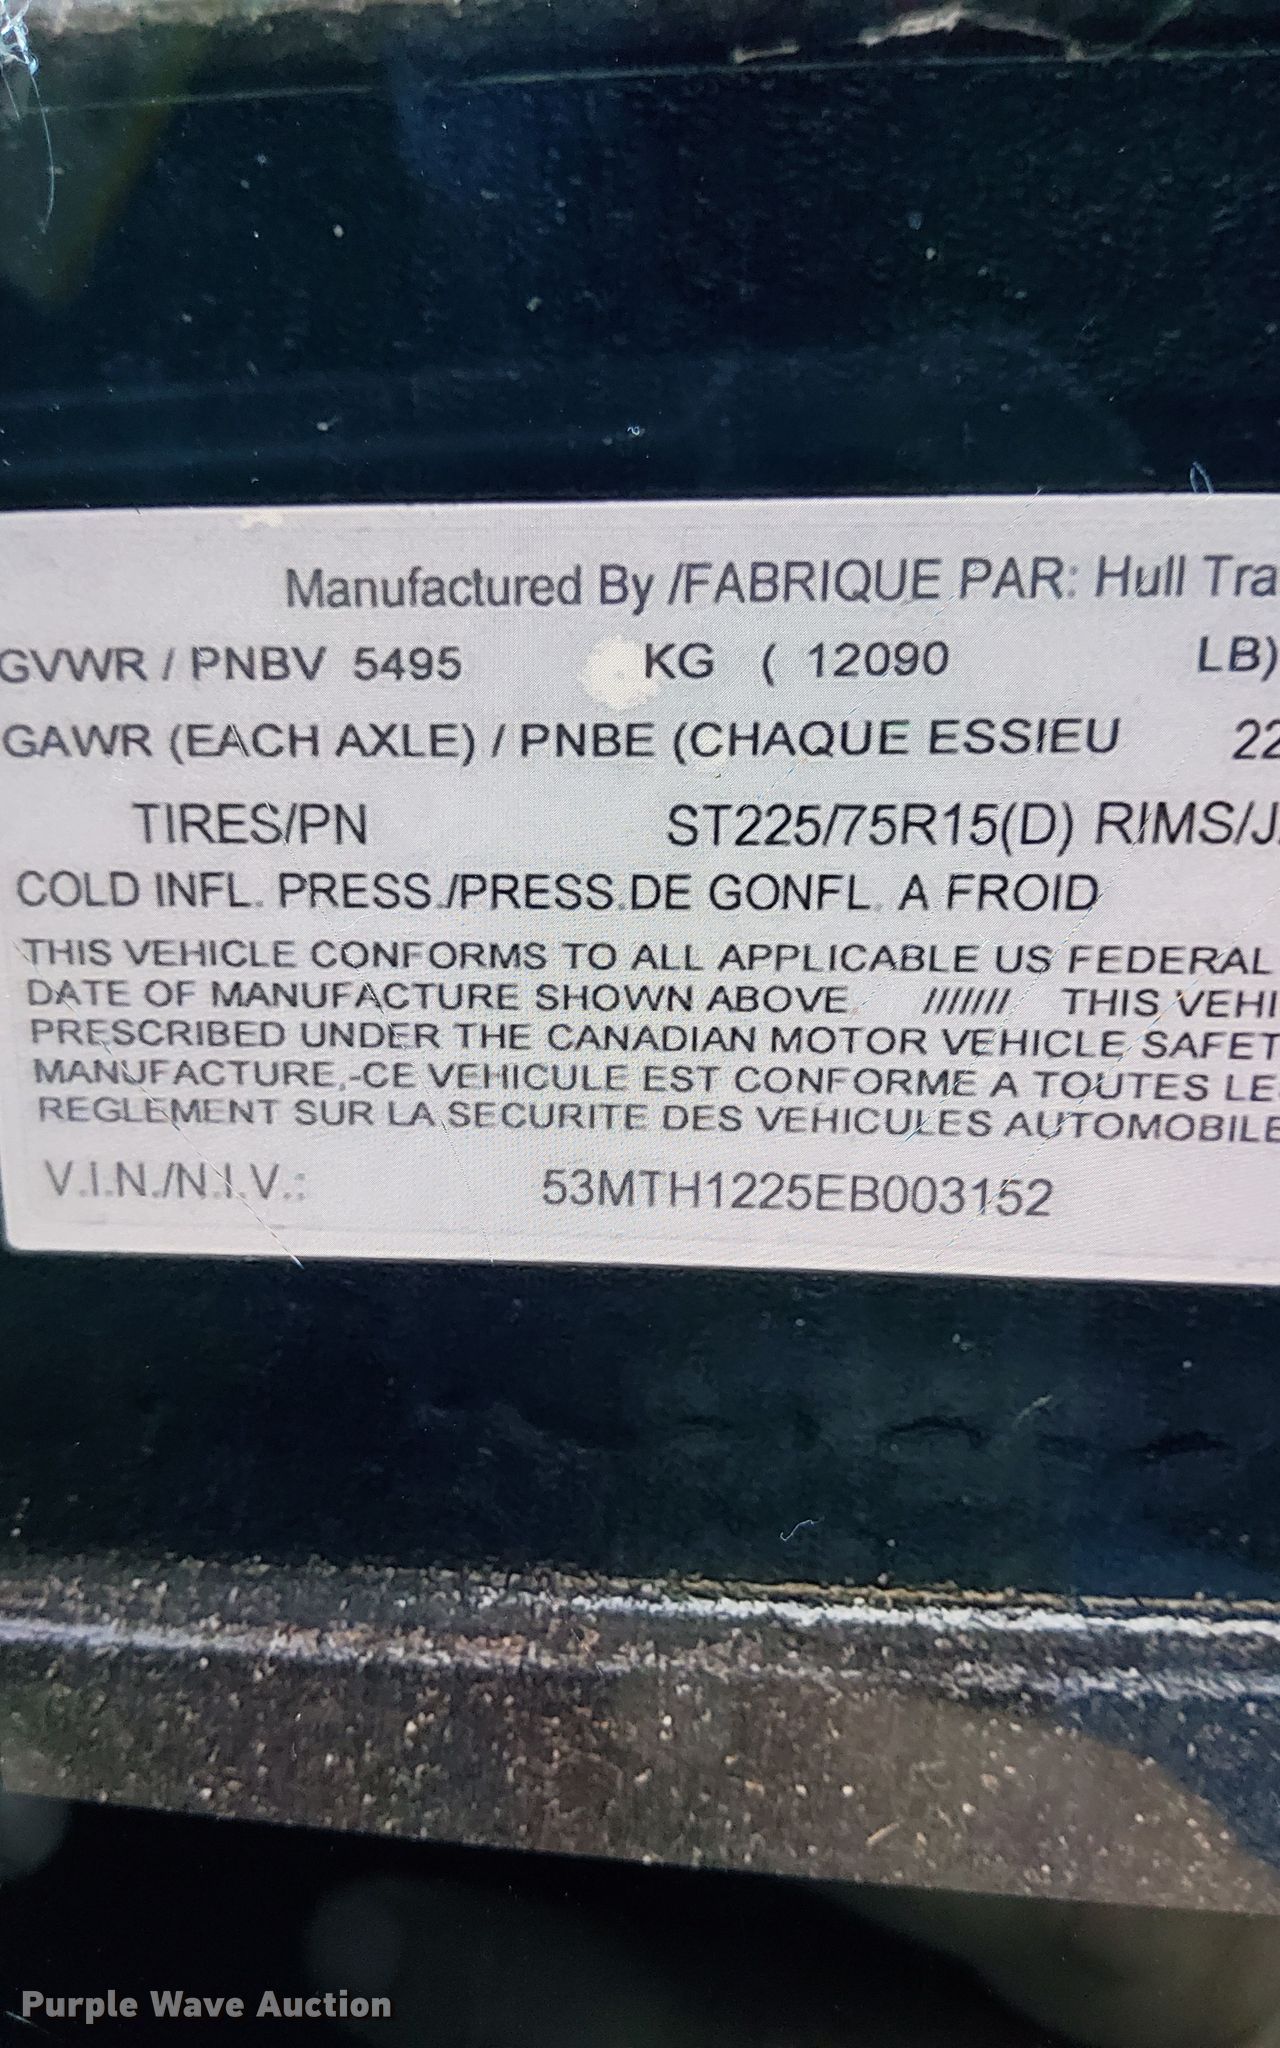 Manufactured By /FABRIQUE PAR: Hull Tra
GVWR / PNBV 5495 KG ( 12090 LB)
GAWR (EACH AXLE) / PNBE (CHAQUE ESSIEU 22
TIRES/PN ST225/75R15(D) RIMS/J
COLD INFL. PRESS./PRESS.DE GONFL. A FROID
THIS VEHICLE CONFORMS TO ALL APPLICABLE US FEDERAL
DATE OF MANUFACTURE SHOWN ABOVE. /////// THIS VEHI
PRESCRIBED UNDER THE CANADIAN MOTOR VEHICLE SAFET
MANUFACTURE,-CE VEHICULE EST CONFORME A TOUTES LE
REGLEMENT SUR LA SECURITE DES VEHICULES AUTOMOBILE
V.I.N./N.I.V.: 53MTH1225EB003152
Purple Wave Auction